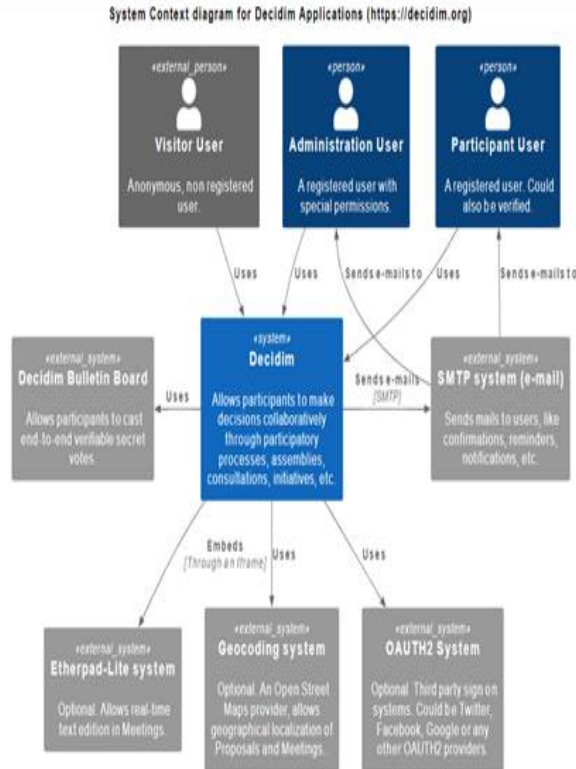 System Context diagram for Decidim Applications (https://decidim.org)
«external_person»
Visitor User
Anonymous, non registered
user.
«person»
Administration User
A registered user with
special permissions.
«person»
Participant User
A registered user. Could
also be verified.
Uses
Uses
Sends e-mails to
Uses
Sends e-mails to
«external_system»
Decidim Bulletin Board
Allows participants to cast
end-to-end verifiable secret
votes.
Uses
«system»
Decidim
Allows participants to make
decisions collaboratively
through participatory
processes, assemblies,
consultations, initiatives, etc.
Sends e-mails
[SMTP]
«external_system»
SMTP system (e-mail)
Sends mails to users, like
confirmations, reminders,
notifications, etc.
Embeds
[Through an Iframe]
Uses
Uses
«external_system»
Etherpad-Lite system
Optional. Allows real-time
text edition in Meetings.
«external_system»
Geocoding system
Optional. An Open Street
Maps provider, allows
geographical localization of
Proposals and Meetings.
«external_system»
OAUTH2 System
Optional. Third party sign on
systems. Could be Twitter,
Facebook, Google or any
other OAUTH2 providers.